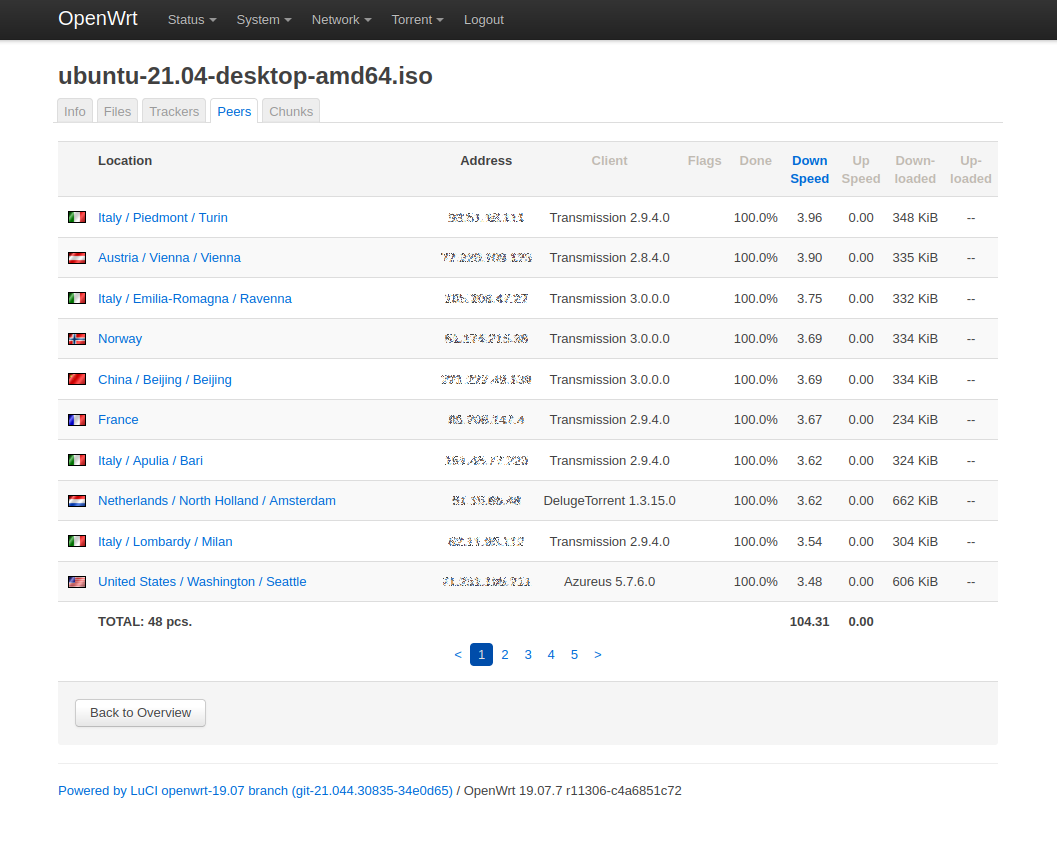 OpenWrt Status System Network Torrent Logout
ubuntu-21.04-desktop-amd64.iso
Info Files Trackers Peers Chunks
Location Address Client Flags Done Down Speed Up Speed Down-loaded Up-loaded
Italy / Piedmont / Turin Transmission 2.9.4.0 100.0% 3.96 0.00 348 KiB --
Austria / Vienna / Vienna Transmission 2.8.4.0 100.0% 3.90 0.00 335 KiB --
Italy / Emilia-Romagna / Ravenna Transmission 3.0.0.0 100.0% 3.75 0.00 332 KiB --
Norway Transmission 3.0.0.0 100.0% 3.69 0.00 334 KiB --
China / Beijing / Beijing Transmission 3.0.0.0 100.0% 3.69 0.00 334 KiB --
France Transmission 2.9.4.0 100.0% 3.67 0.00 234 KiB --
Italy / Apulia / Bari Transmission 2.9.4.0 100.0% 3.62 0.00 324 KiB --
Netherlands / North Holland / Amsterdam DelugeTorrent 1.3.15.0 100.0% 3.62 0.00 662 KiB --
Italy / Lombardy / Milan Transmission 2.9.4.0 100.0% 3.54 0.00 304 KiB --
United States / Washington / Seattle Azureus 5.7.6.0 100.0% 3.48 0.00 606 KiB --
TOTAL: 48 pcs. 104.31 0.00
< 1 2 3 4 5 >
Back to Overview
Powered by LuCI openwrt-19.07 branch (git-21.044.30835-34e0d65) / OpenWrt 19.07.7 r11306-c4a6851c72